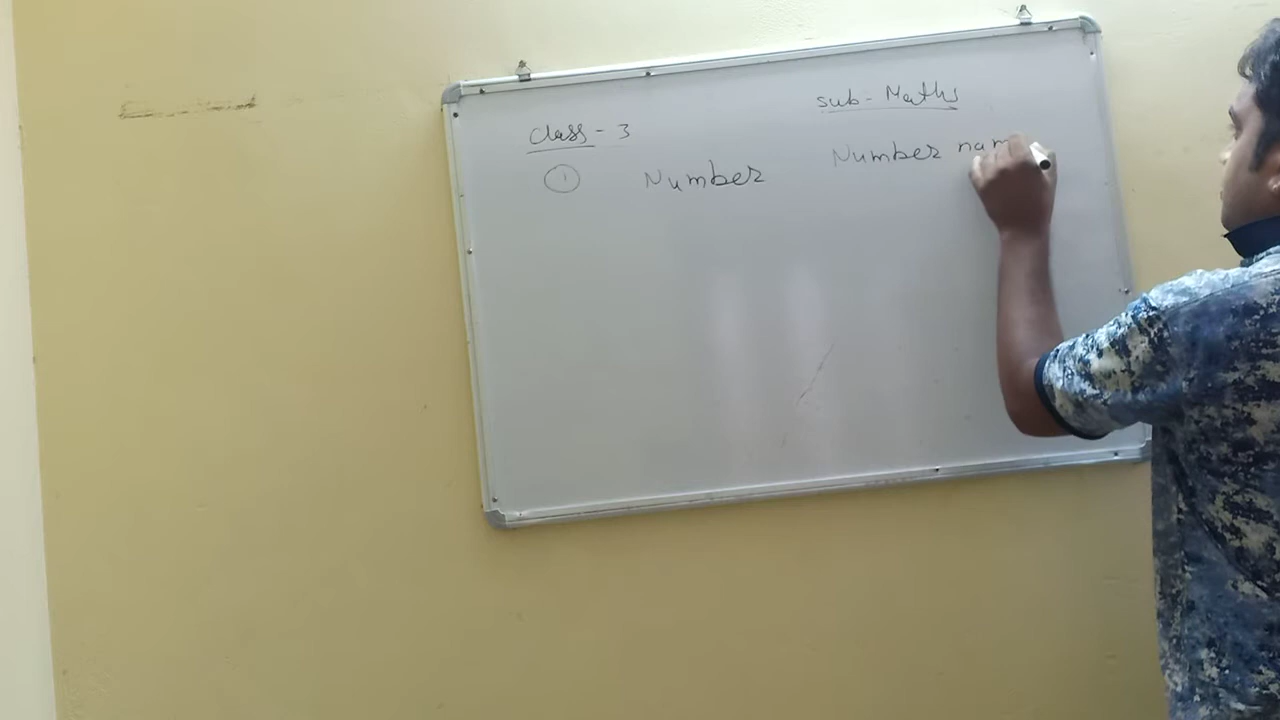 Sub - Maths
Class - 3
① Number Number nam